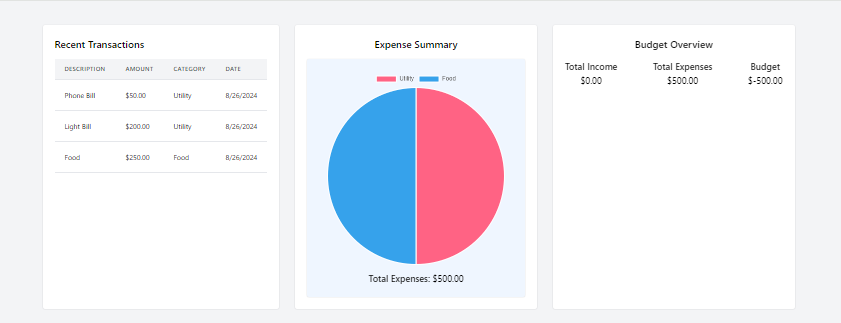 Recent Transactions
DESCRIPTION AMOUNT CATEGORY DATE
Phone Bill $50.00 Utility 8/26/2024
Light Bill $200.00 Utility 8/26/2024
Food $250.00 Food 8/26/2024
Expense Summary
Utility Food
Total Expenses: $500.00
Budget Overview
Total Income Total Expenses Budget
$0.00 $500.00 $-500.00